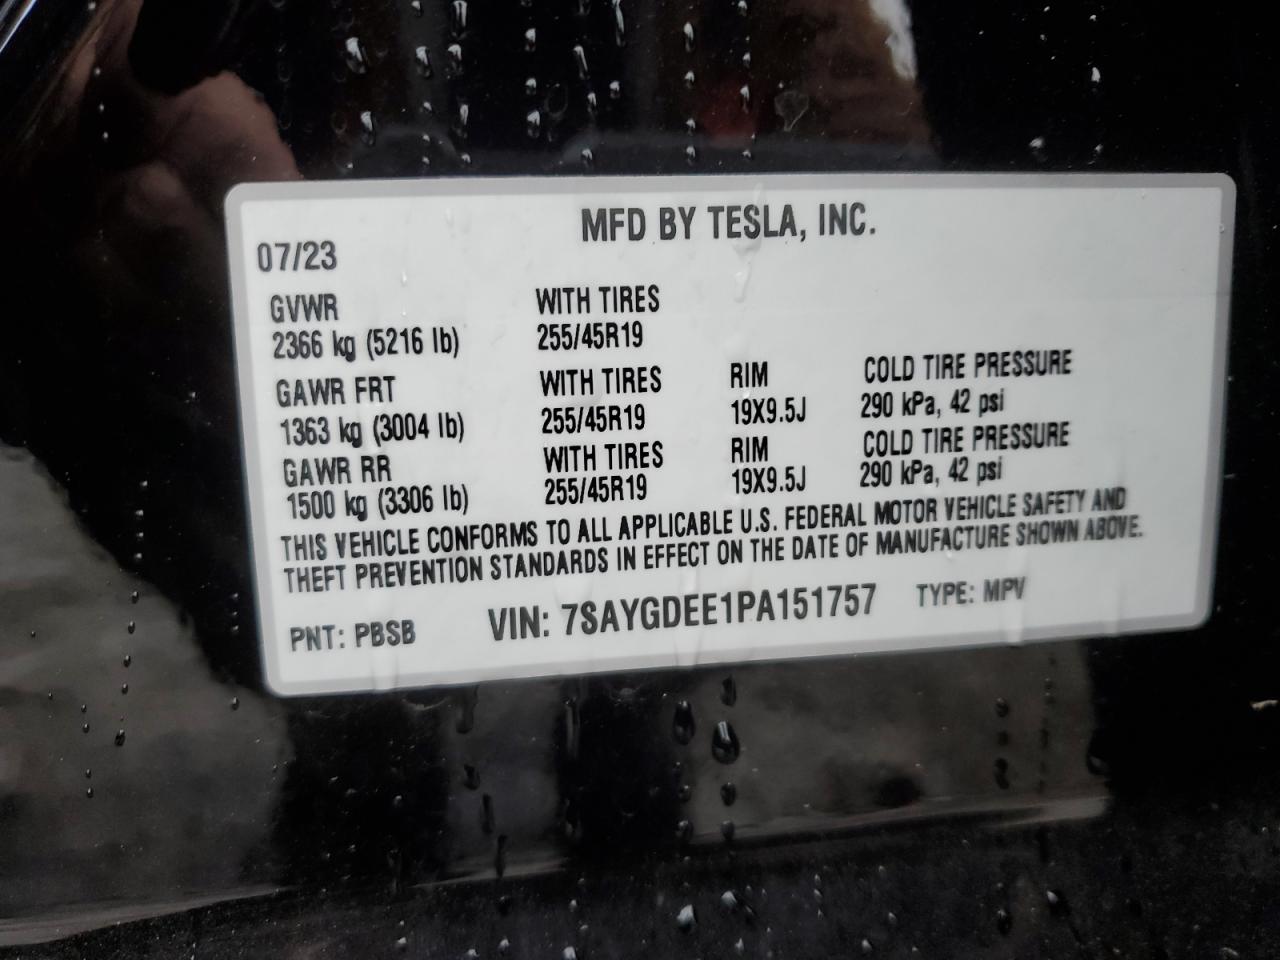 MFD BY TESLA, INC.
07/23
GVWR WITH TIRES
2366 kg (5216 lb) 255/45R19
GAWR FRT WITH TIRES RIM COLD TIRE PRESSURE
1363 kg (3004 lb) 255/45R19 19X9.5J 290 kPa, 42 psi
GAWR RR WITH TIRES RIM COLD TIRE PRESSURE
1500 kg (3306 lb) 255/45R19 19X9.5J 290 kPa, 42 psi
THIS VEHICLE CONFORMS TO ALL APPLICABLE U.S. FEDERAL MOTOR VEHICLE SAFETY AND
THEFT PREVENTION STANDARDS IN EFFECT ON THE DATE OF MANUFACTURE SHOWN ABOVE.
PNT: PBSB VIN: 7SAYGDEE1PA151757 TYPE: MPV